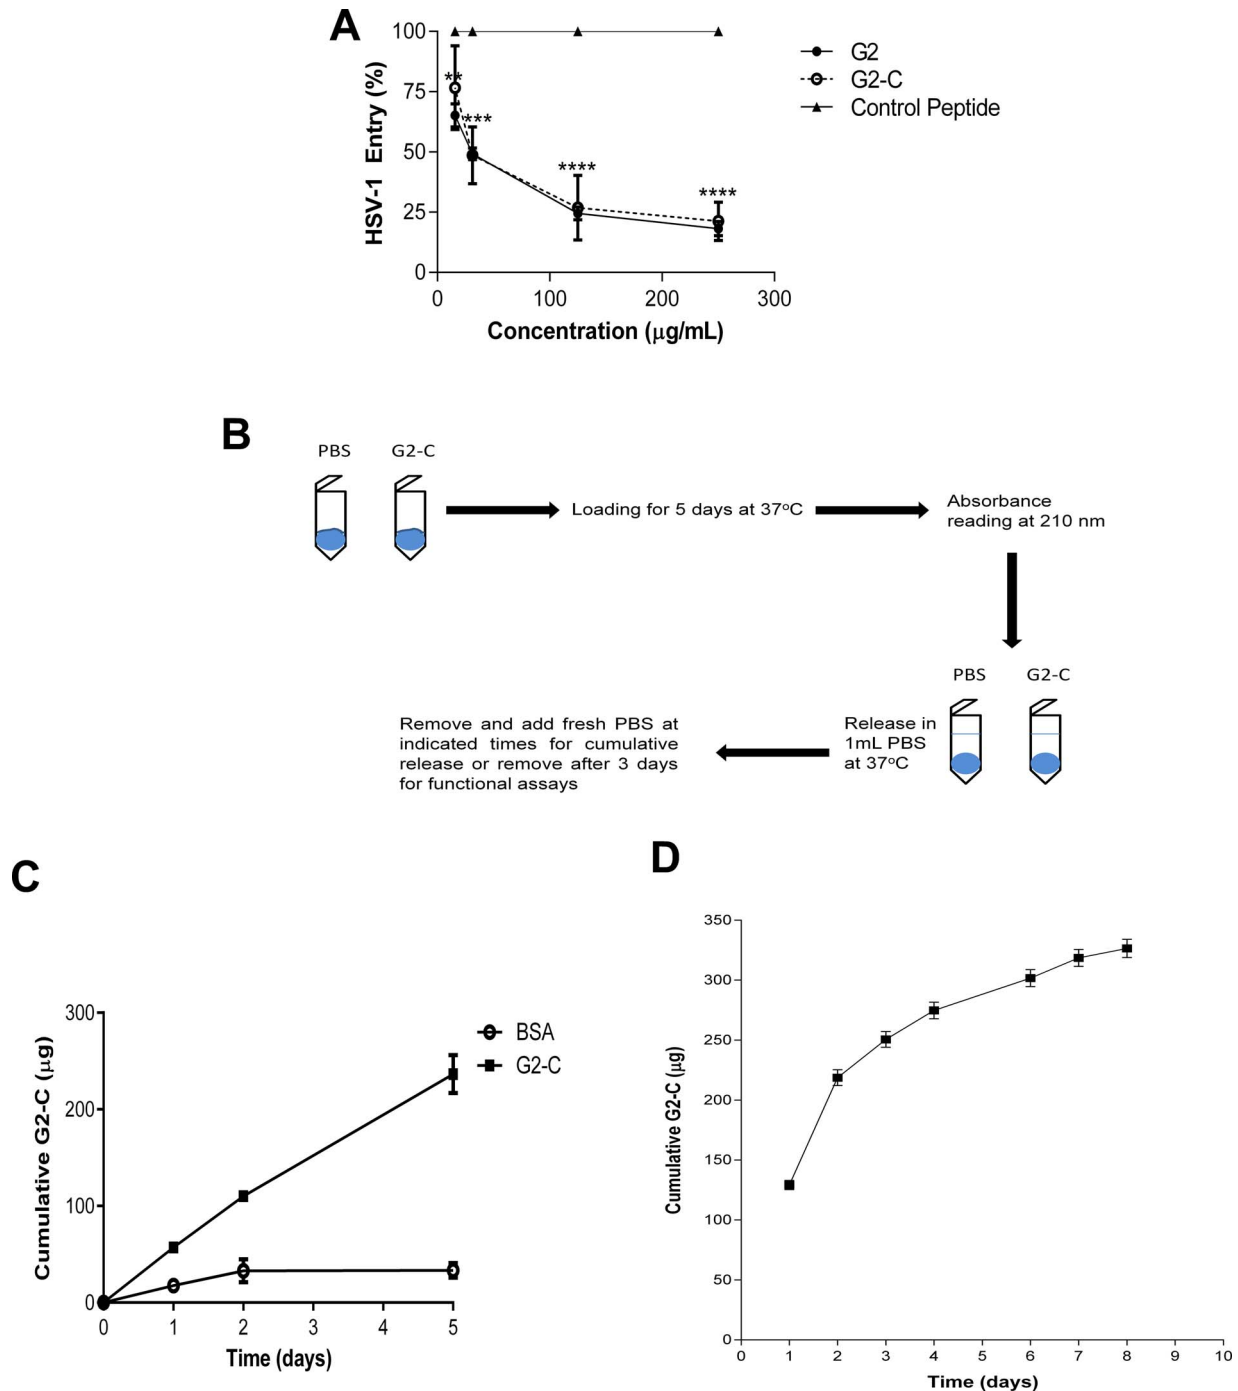 A
100
75
50
25
0
HSV-1 Entry (%)
**
***
****
****
0
100
200
300
Concentration (μg/mL)
G2
G2-C
Control Peptide
B
PBS
G2-C
Loading for 5 days at 37°C
Absorbance
reading at 210 nm
PBS
G2-C
Release in
1mL PBS
at 37°C
Remove and add fresh PBS at
indicated times for cumulative
release or remove after 3 days
for functional assays
C
300
200
100
0
Cumulative G2-C (μg)
0
1
2
3
4
5
Time (days)
BSA
G2-C
D
350
300
250
200
150
100
50
0
Cumulative G2-C (μg)
0
1
2
3
4
5
6
7
8
9
10
Time (days)